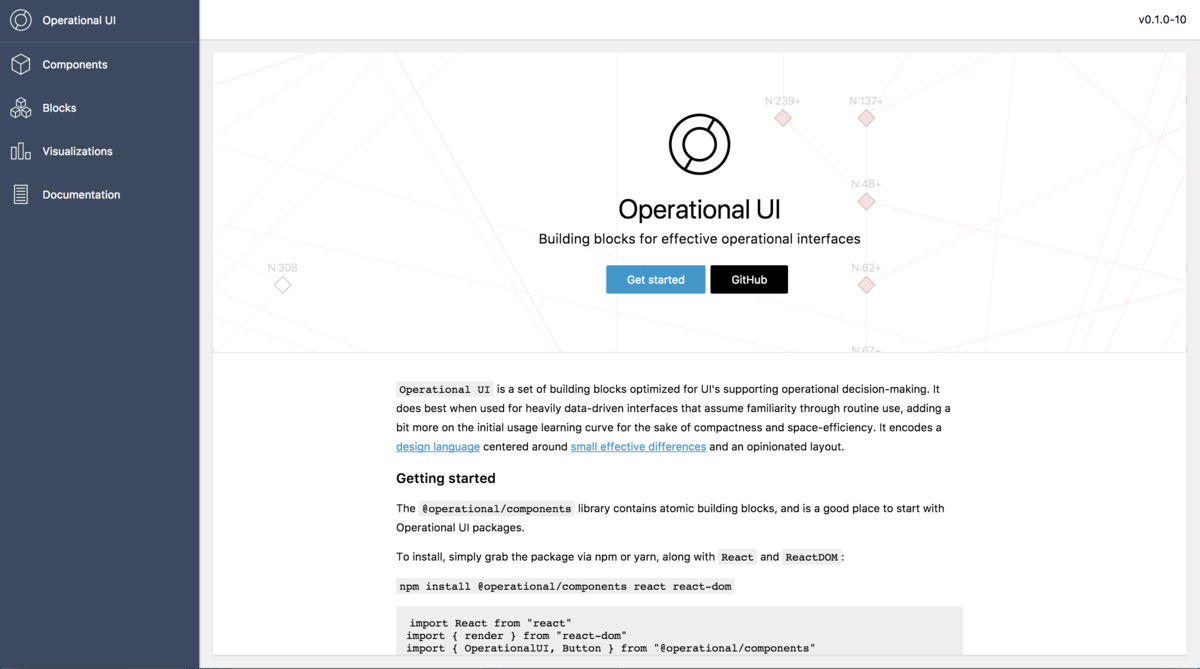 Operational UI
v0.1.0-10
Components
Blocks
Visualizations
Documentation
N:239+
N:137+
N:48+
N:308
N:62+
N:67+
Operational UI
Building blocks for effective operational interfaces
Get started
GitHub
Operational UI is a set of building blocks optimized for UI's supporting operational decision-making. It
does best when used for heavily data-driven interfaces that assume familiarity through routine use, adding a
bit more on the initial usage learning curve for the sake of compactness and space-efficiency. It encodes a
design language centered around small effective differences and an opinionated layout.
Getting started
The @operational/components library contains atomic building blocks, and is a good place to start with
Operational UI packages.
To install, simply grab the package via npm or yarn, along with React and ReactDOM:
npm install @operational/components react react-dom
import React from "react"
import { render } from "react-dom"
import { OperationalUI, Button } from "@operational/components"